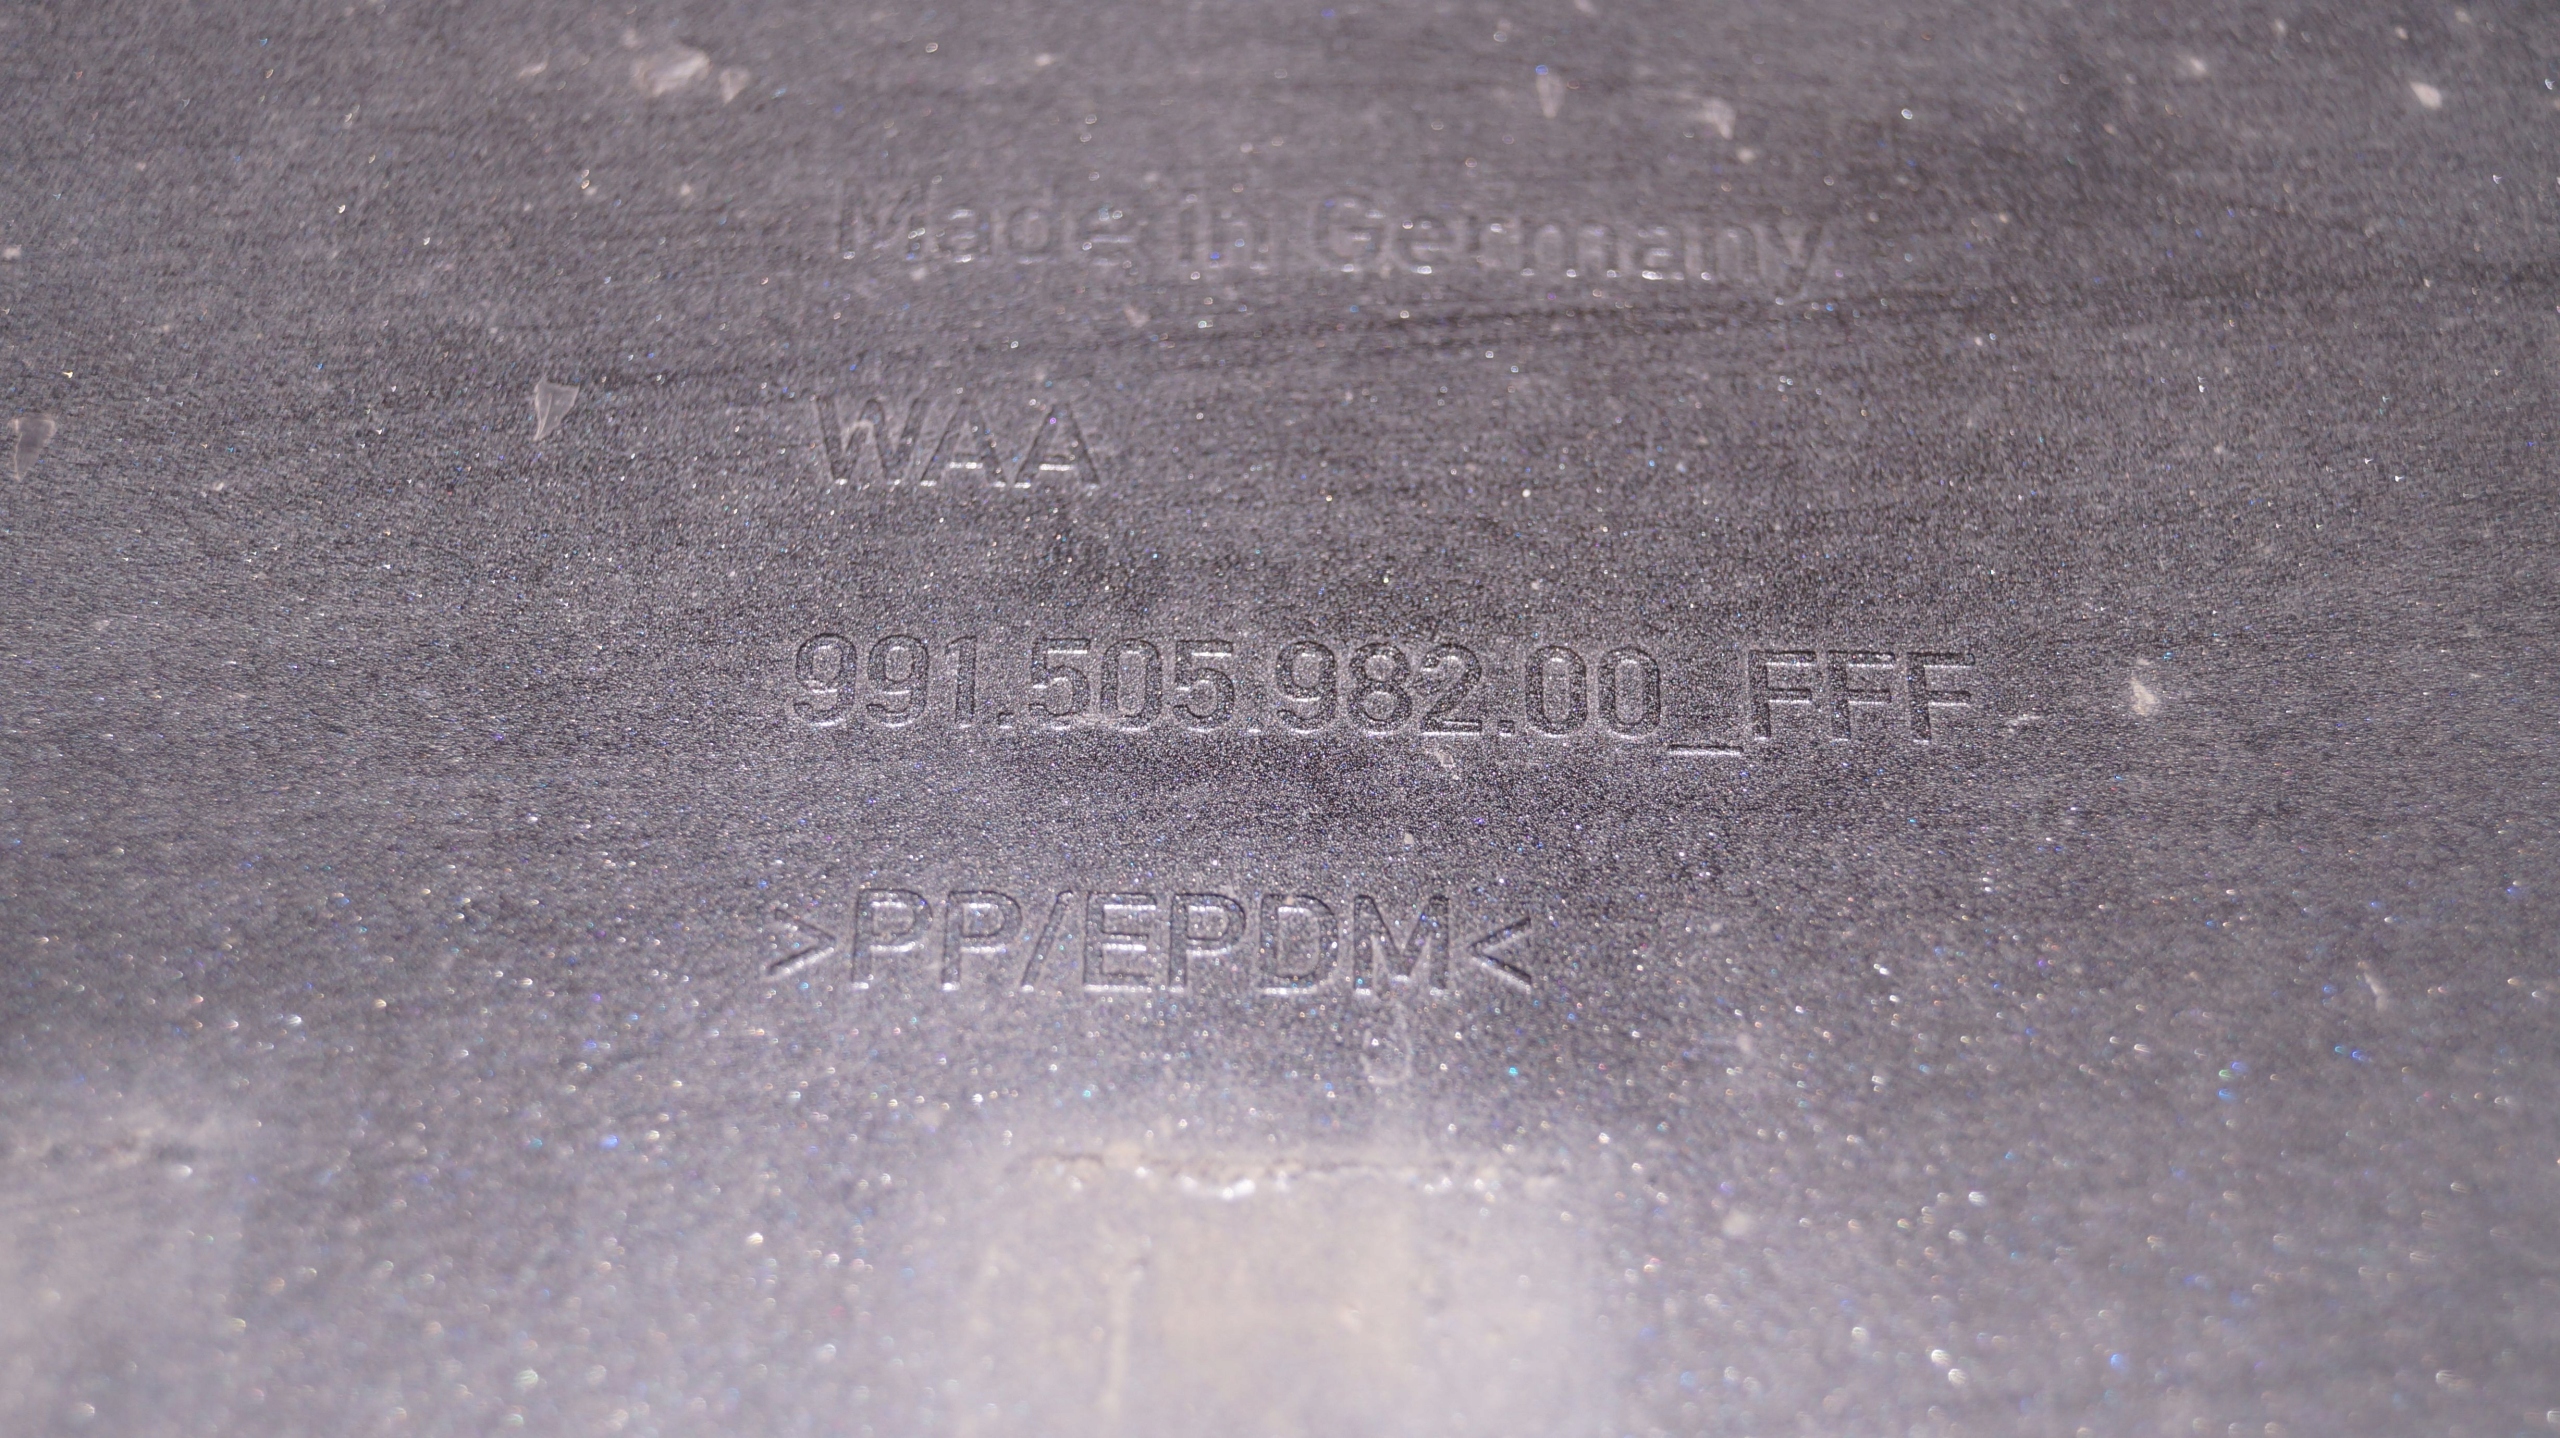 Made in Germany
WAA
991.505.982.00_FFF
>PP/EPDM<